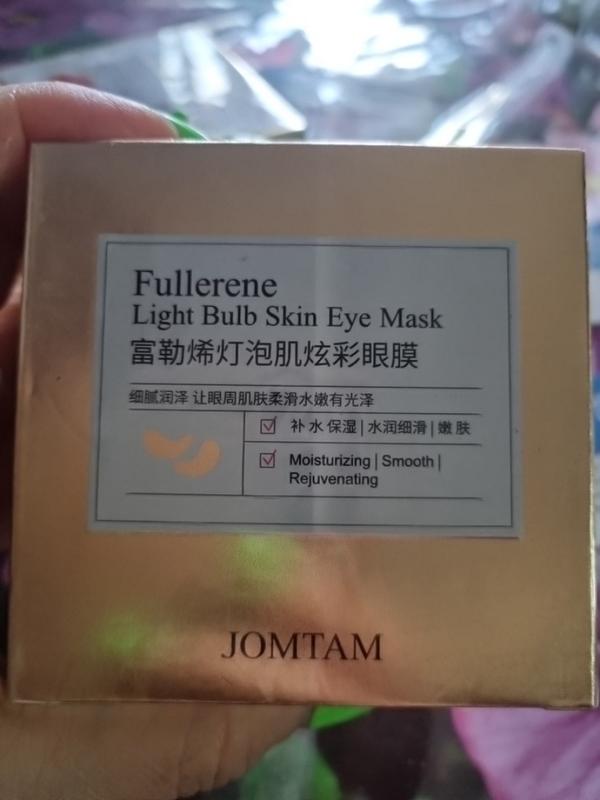 Fullerene
Light Bulb Skin Eye Mask
富勒烯灯泡肌炫彩眼膜
细腻润泽 让眼周肌肤柔滑水嫩有光泽
补水保湿 | 水润细滑 | 嫩肤
Moisturizing | Smooth |
Rejuvenating
JOMTAM